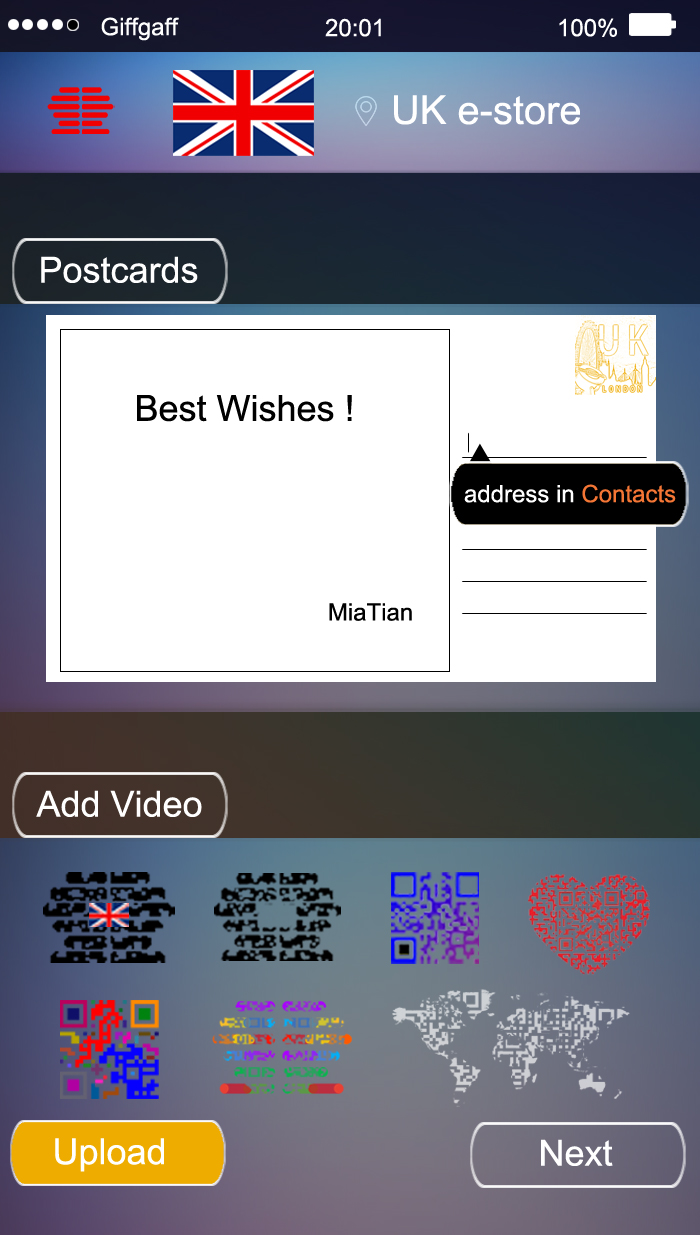 Giffgaff 20:01 100%
UK e-store
Postcards
UK
LONDON
Best Wishes !
address in Contacts
MiaTian
Add Video
Upload Next